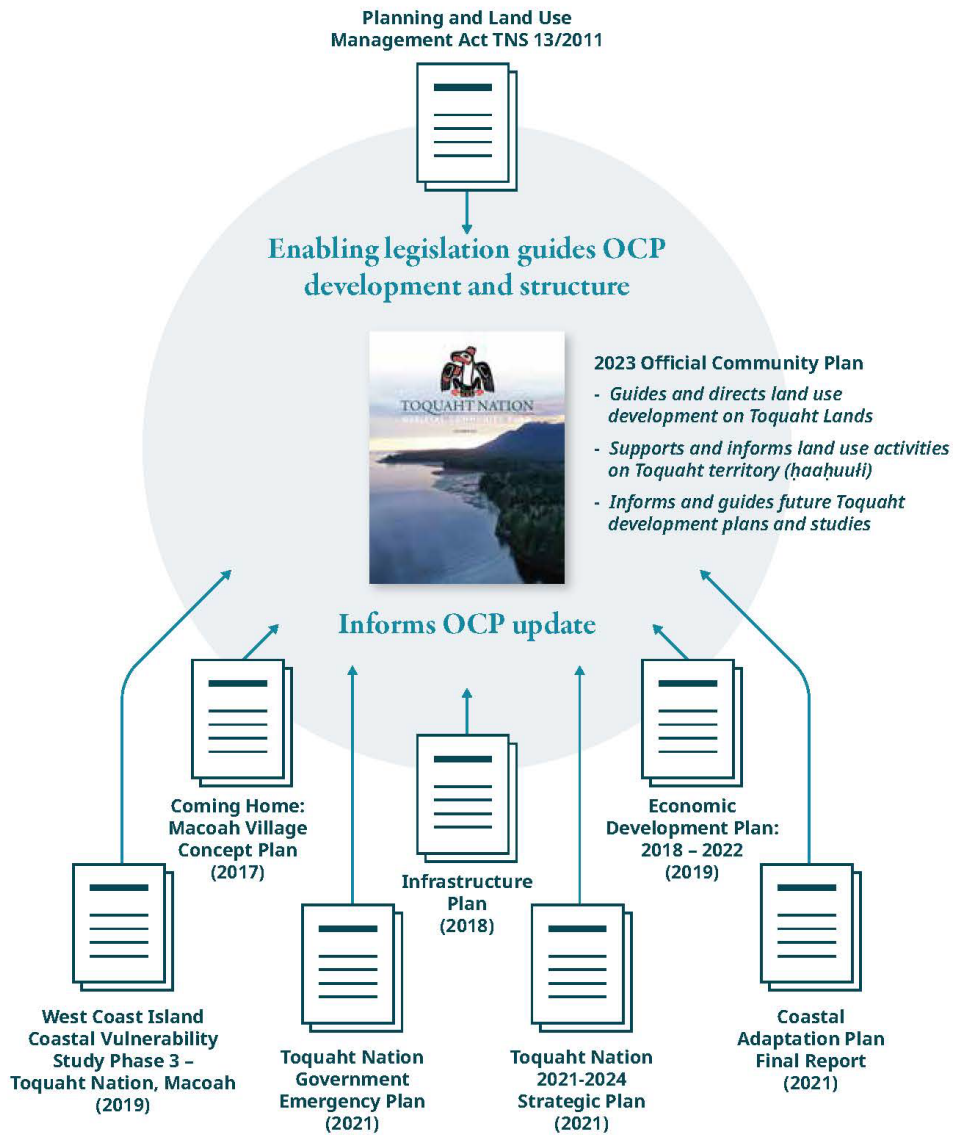 Planning and Land Use
Management Act TNS 13/2011
Enabling legislation guides OCP
development and structure
TOQUAHT NATION
2023 Official Community Plan
- Guides and directs land use
development on Toquaht Lands
- Supports and informs land use activities
on Toquaht territory (ḥaaḥuułi)
- Informs and guides future Toquaht
development plans and studies
Informs OCP update
Coming Home:
Macoah Village
Concept Plan
(2017)
Economic
Development Plan:
2018 – 2022
(2019)
Infrastructure
Plan
(2018)
West Coast Island
Coastal Vulnerability
Study Phase 3 –
Toquaht Nation, Macoah
(2019)
Toquaht Nation
Government
Emergency Plan
(2021)
Toquaht Nation
2021-2024
Strategic Plan
(2021)
Coastal
Adaptation Plan
Final Report
(2021)